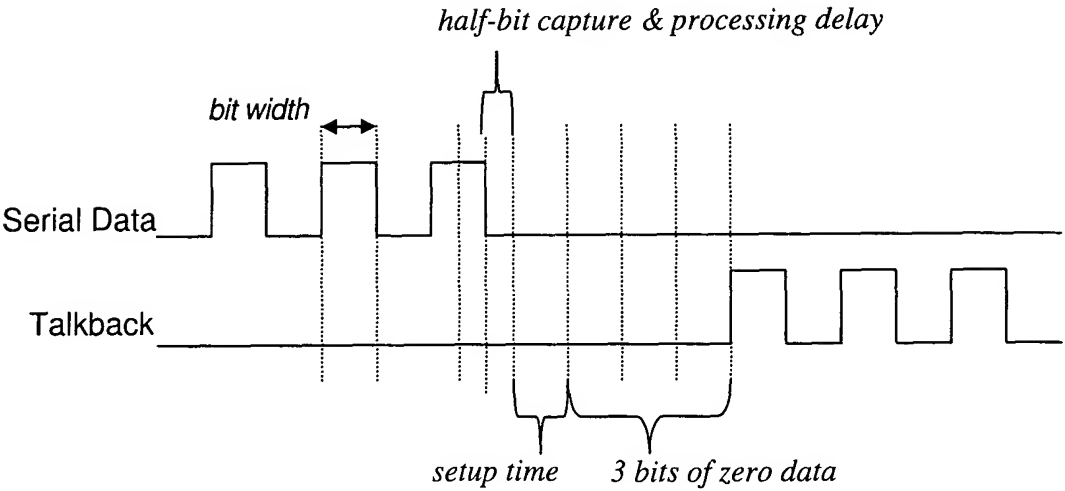 half-bit capture & processing delay
bit width
Serial Data
Talkback
setup time
3 bits of zero data